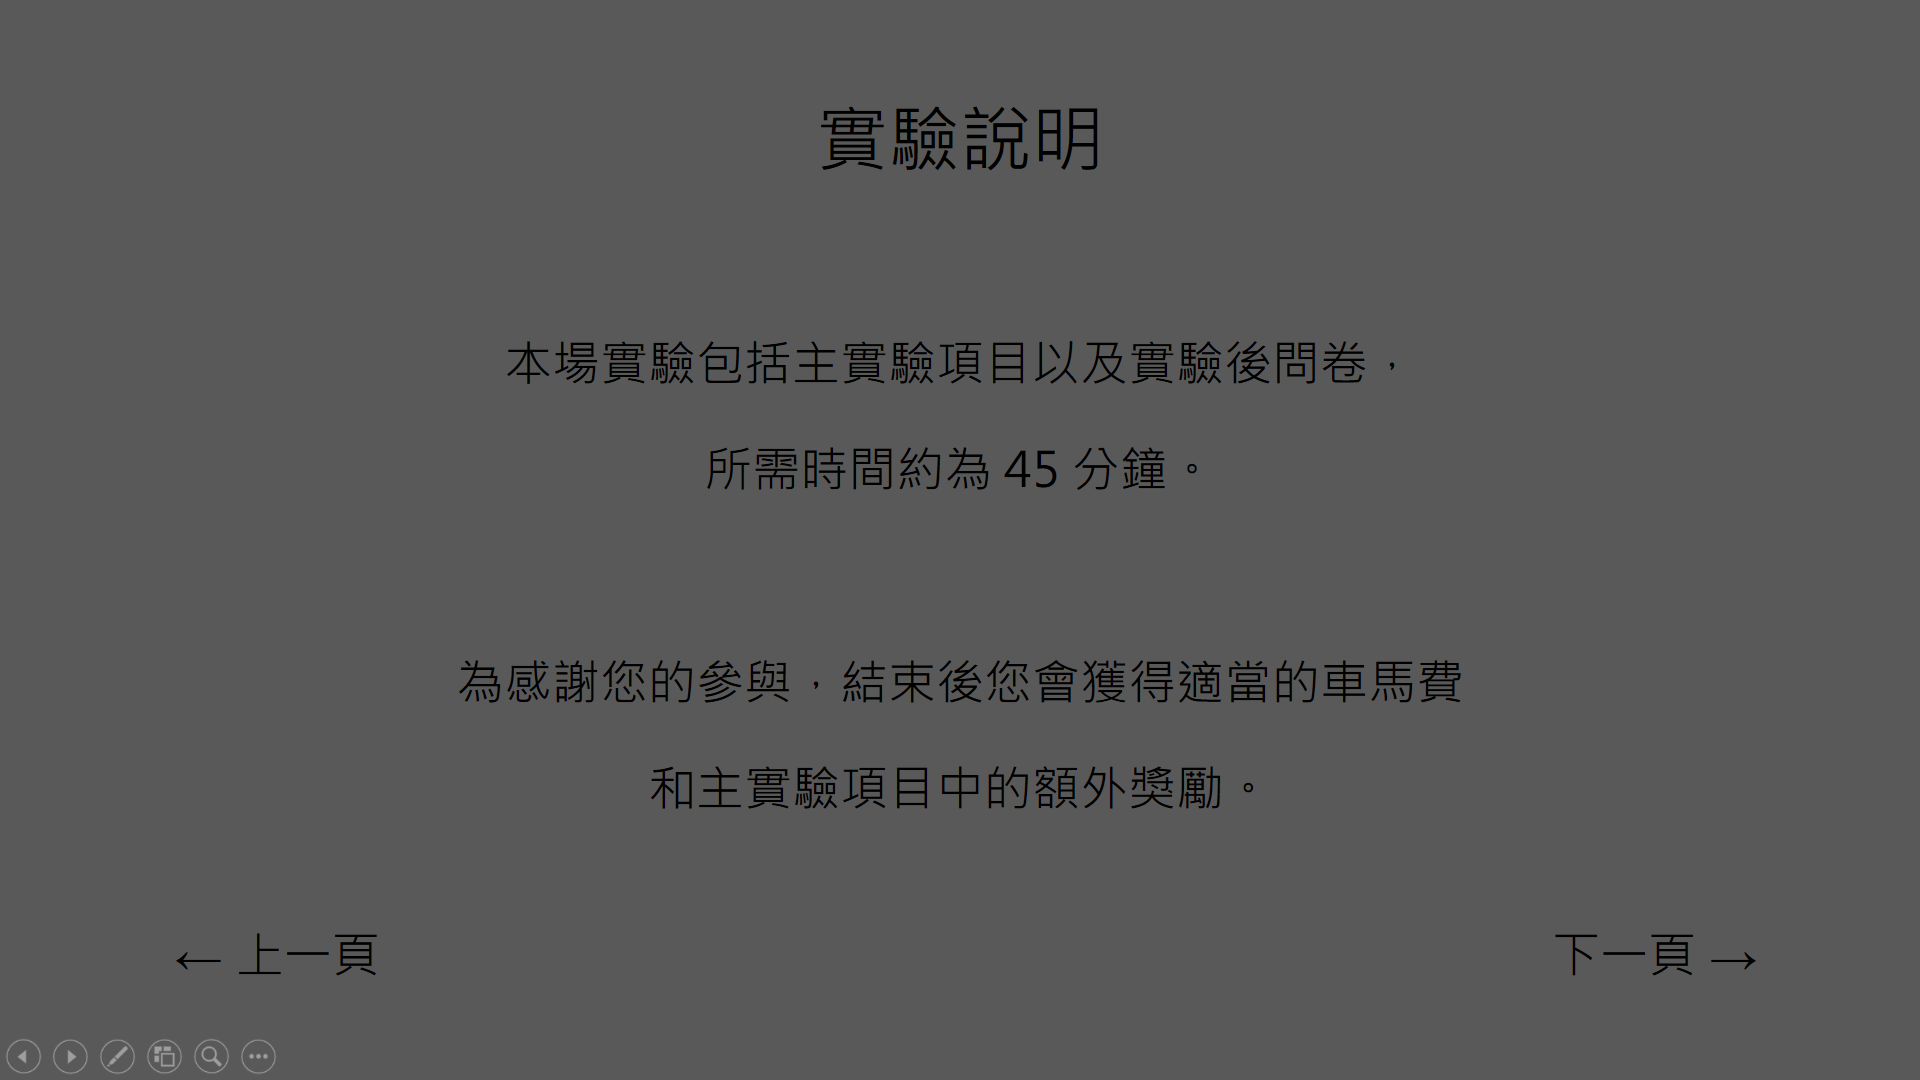 實驗說明
本場實驗包括主實驗項目以及實驗後問卷，
所需時間約為 45 分鐘。
為感謝您的參與，結束後您會獲得適當的車馬費
和主實驗項目中的額外獎勵。
← 上一頁
下一頁 →